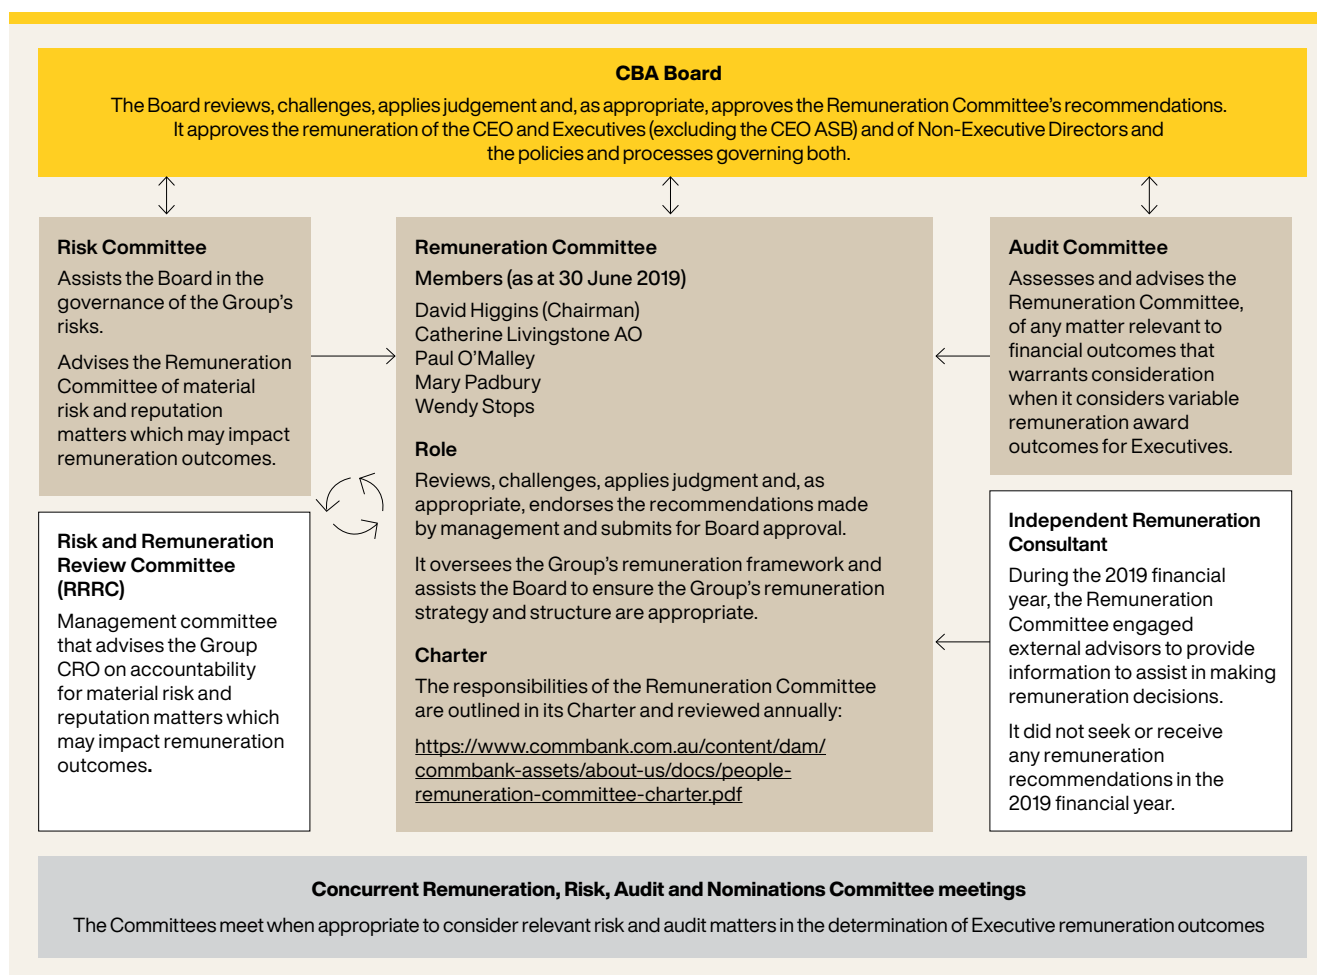 CBA Board
The Board reviews, challenges, applies judgement and, as appropriate, approves the Remuneration Committee's recommendations.
It approves the remuneration of the CEO and Executives (excluding the CEO ASB) and of Non-Executive Directors and
the policies and processes governing both.
Risk Committee
Assists the Board in the
governance of the Group's
risks.
Advises the Remuneration
Committee of material
risk and reputation
matters which may impact
remuneration outcomes.
Risk and Remuneration
Review Committee
(RRRC)
Management committee
that advises the Group
CRO on accountability
for material risk and
reputation matters which
may impact remuneration
outcomes.
Remuneration Committee
Members (as at 30 June 2019)
David Higgins (Chairman)
Catherine Livingstone AO
Paul O'Malley
Mary Padbury
Wendy Stops
Role
Reviews, challenges, applies judgment and, as
appropriate, endorses the recommendations made
by management and submits for Board approval.
It oversees the Group's remuneration framework and
assists the Board to ensure the Group's remuneration
strategy and structure are appropriate.
Charter
The responsibilities of the Remuneration Committee
are outlined in its Charter and reviewed annually:
https://www.commbank.com.au/content/dam/
commbank-assets/about-us/docs/people-
remuneration-committee-charter.pdf
Audit Committee
Assesses and advises the
Remuneration Committee,
of any matter relevant to
financial outcomes that
warrants consideration
when it considers variable
remuneration award
outcomes for Executives.
Independent Remuneration
Consultant
During the 2019 financial
year, the Remuneration
Committee engaged
external advisors to provide
information to assist in making
remuneration decisions.
It did not seek or receive
any remuneration
recommendations in the
2019 financial year.
Concurrent Remuneration, Risk, Audit and Nominations Committee meetings
The Committees meet when appropriate to consider relevant risk and audit matters in the determination of Executive remuneration outcomes